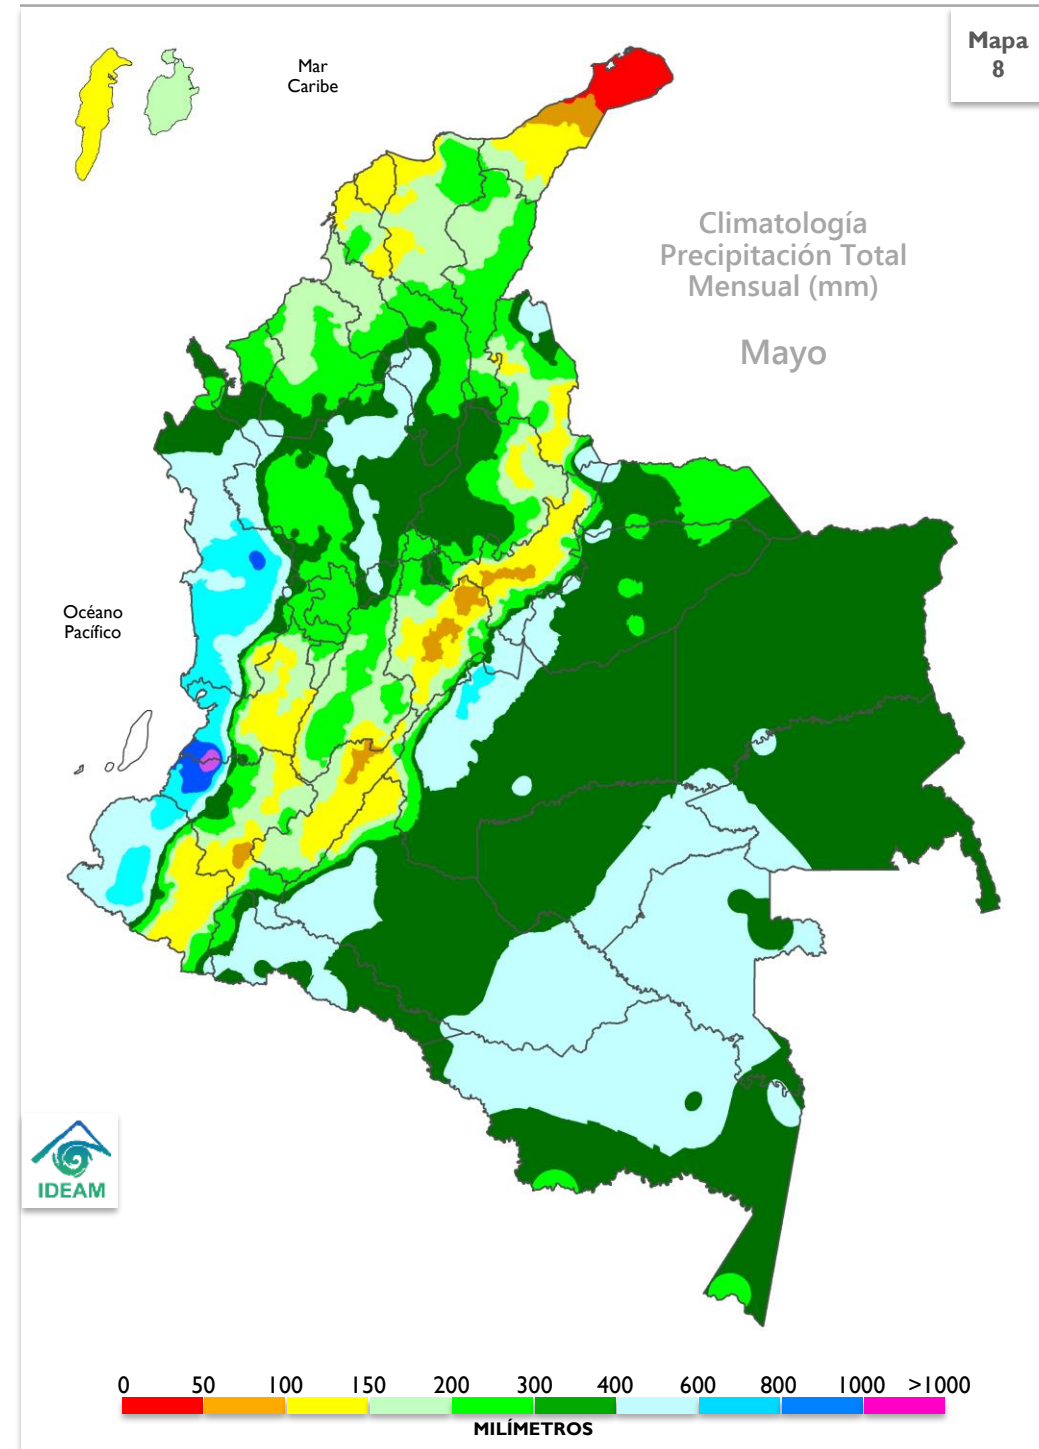 Mapa
8
Mar
Caribe
Climatología
Precipitación Total
Mensual (mm)
Mayo
Océano
Pacífico
IDEAM
0 50 100 150 200 300 400 600 800 1000 >1000
MILÍMETROS